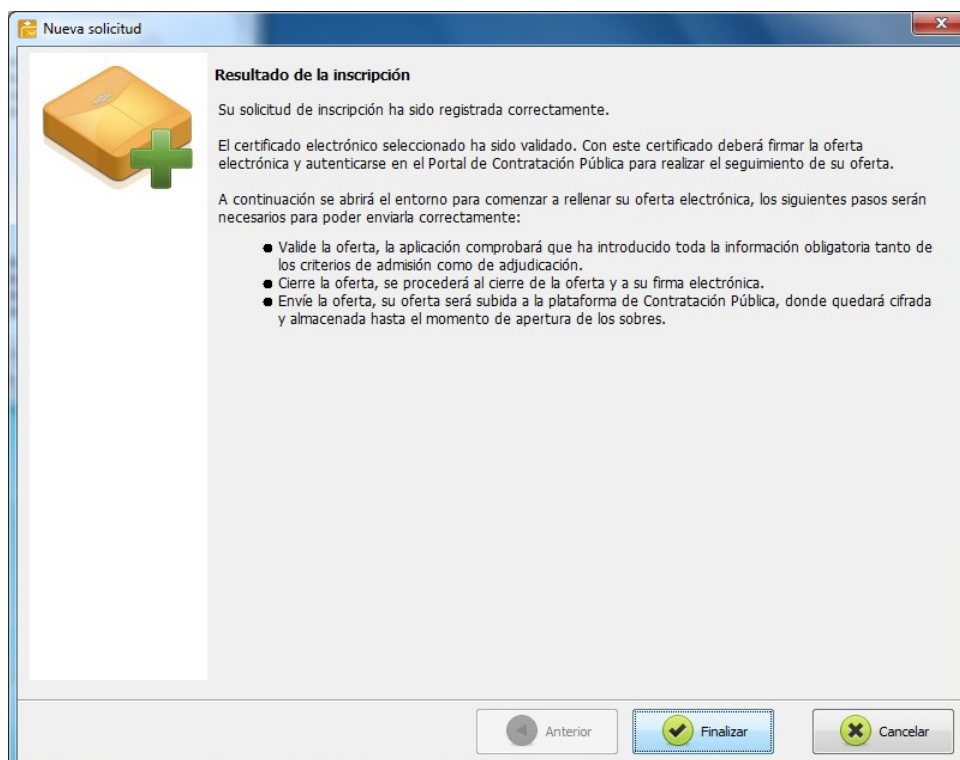 Nueva solicitud
Resultado de la inscripción
Su solicitud de inscripción ha sido registrada correctamente.
El certificado electrónico seleccionado ha sido validado. Con este certificado deberá firmar la oferta
electrónica y autenticarse en el Portal de Contratación Pública para realizar el seguimiento de su oferta.
A continuación se abrirá el entorno para comenzar a rellenar su oferta electrónica, los siguientes pasos serán
necesarios para poder enviarla correctamente:
● Valide la oferta, la aplicación comprobará que ha introducido toda la información obligatoria tanto de
los criterios de admisión como de adjudicación.
● Cierre la oferta, se procederá al cierre de la oferta y a su firma electrónica.
● Envíe la oferta, su oferta será subida a la plataforma de Contratación Pública, donde quedará cifrada
y almacenada hasta el momento de apertura de los sobres.
Anterior Finalizar Cancelar